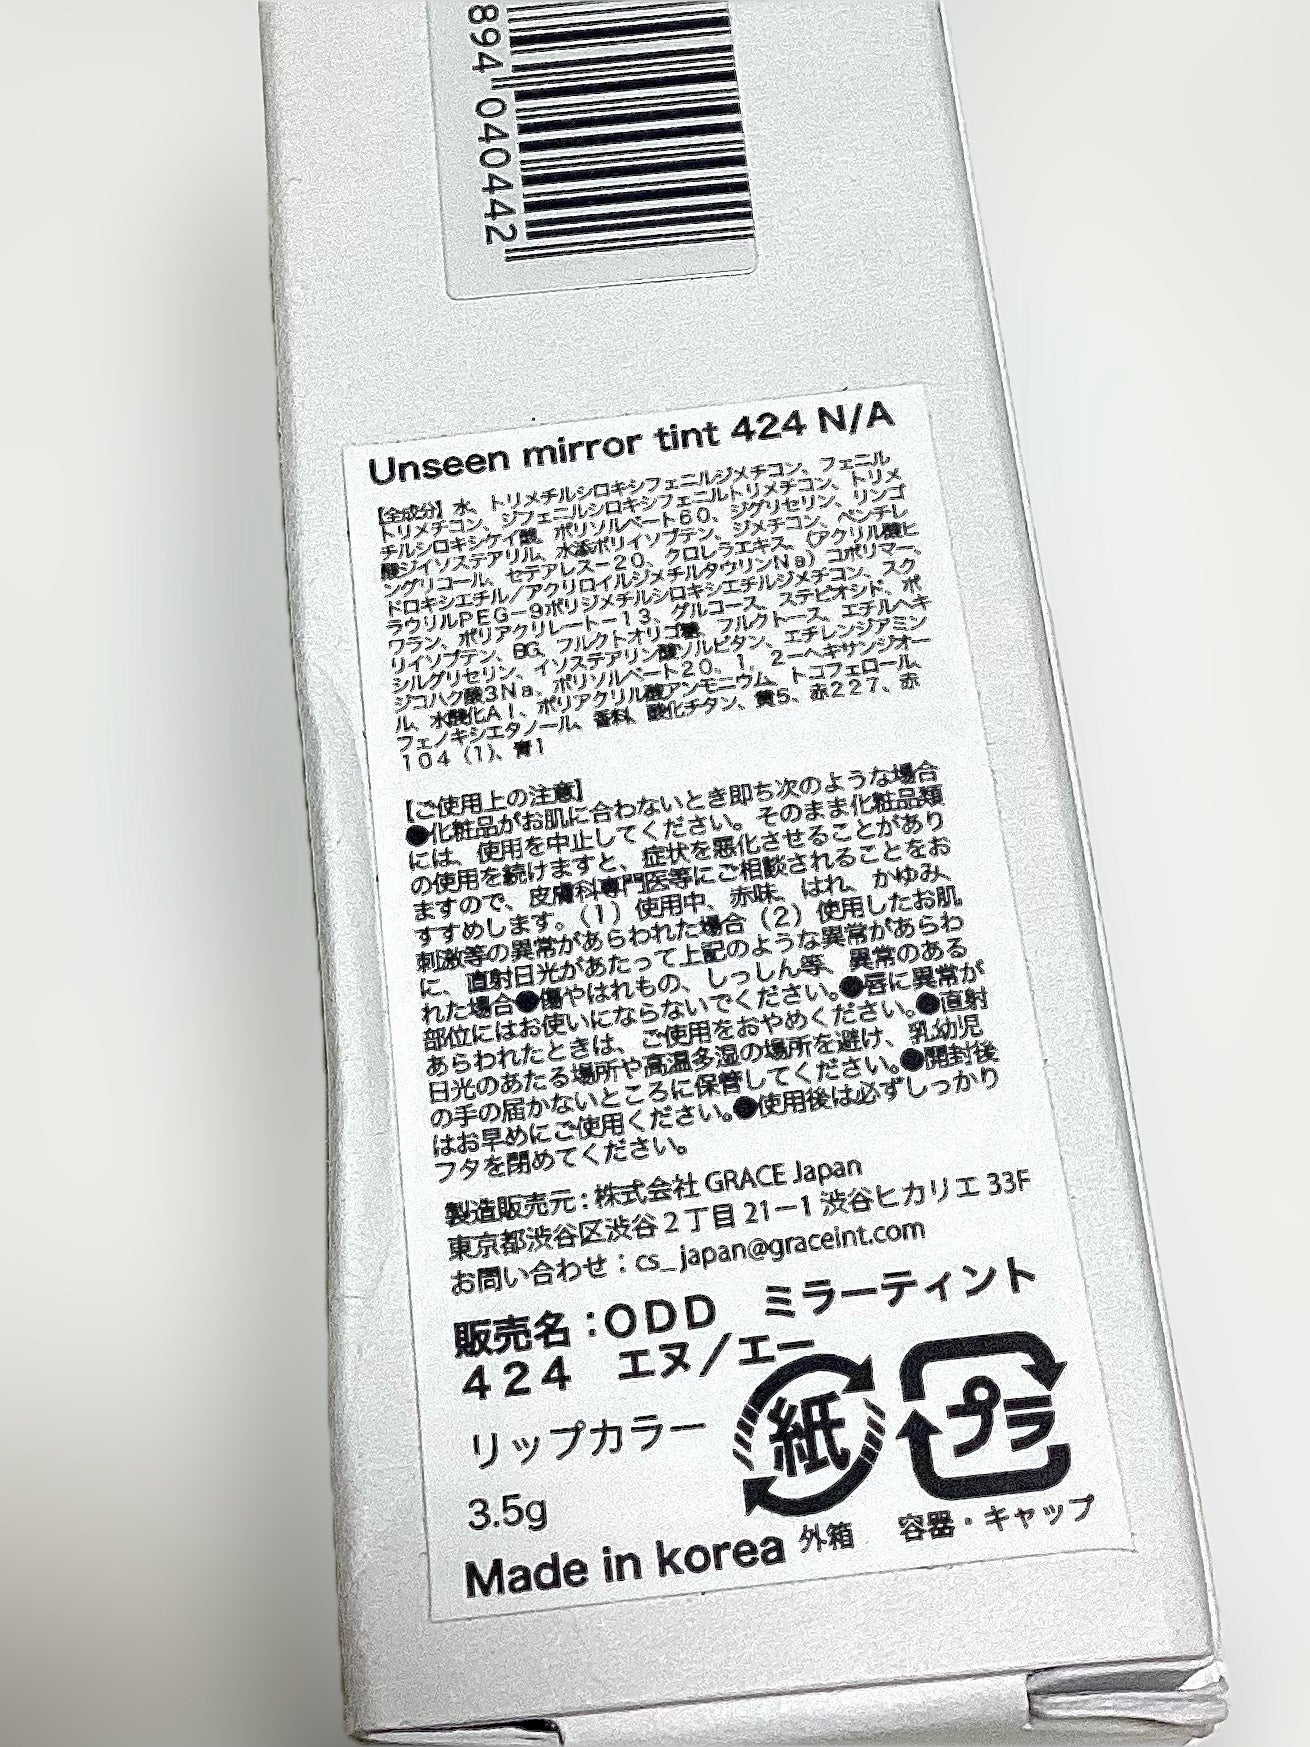 894 040442
Unseen mirror tint 424 N/A
【全成分】水、トリメチルシロキシフェニルジメチコン、フェニル
トリメチコン、ジフェニルシロキシフェニルトリメチコン、トリメ
チルシロキシケイ酸、ポリソルベート60、ジグリセリン、リンゴ
酸ジイソステアリル、水添ポリイソブテン、ジメチコン、ペンチレ
ングリコール、セテアレス－20、クロレラエキス、（アクリル酸ヒ
ドロキシエチル／アクリロイルジメチルタウリンNa）コポリマー、
ラウリルPEG－9ポリジメチルシロキシエチルジメチコン、スク
ワラン、ポリアクリレート－13、グルコース、ステビオシド、ポ
リイソブテン、BG、フルクトオリゴ糖、フルクトース、エチルヘキ
シルグリセリン、イソステアリン酸ソルビタン、エチレンジアミン
ジコハク酸3Na、ポリソルベート20、1，2－ヘキサンジオー
ル、水酸化Al、ポリアクリル酸アンモニウム、トコフェロール、
フェノキシエタノール、香料、酸化チタン、黄5、赤227、赤
104（1）、青1
【ご使用上の注意】
●化粧品がお肌に合わないとき即ち次のような場合
には、使用を中止してください。そのまま化粧品類
の使用を続けますと、症状を悪化させることがあり
ますので、皮膚科専門医等にご相談されることをお
すすめします。（1）使用中、赤味、はれ、かゆみ、
刺激等の異常があらわれた場合（2）使用したお肌
に、直射日光があたって上記のような異常があらわ
れた場合●傷やはれもの、しっしん等、異常のある
部位にはお使いにならないでください。●唇に異常が
あらわれたときは、ご使用をおやめください。●直射
日光のあたる場所や高温多湿の場所を避け、乳幼児
の手の届かないところに保管してください。●開封後
はお早めにご使用ください。●使用後は必ずしっかり
フタを閉めてください。
製造販売元：株式会社 GRACE Japan
東京都渋谷区渋谷2丁目21－1 渋谷ヒカリエ 33F
お問い合わせ：cs_japan@graceint.com
販売名：ODD　ミラーティント
424　エヌ／エー
リップカラー
紙
プラ
3.5g
外箱
容器・キャップ
Made in korea